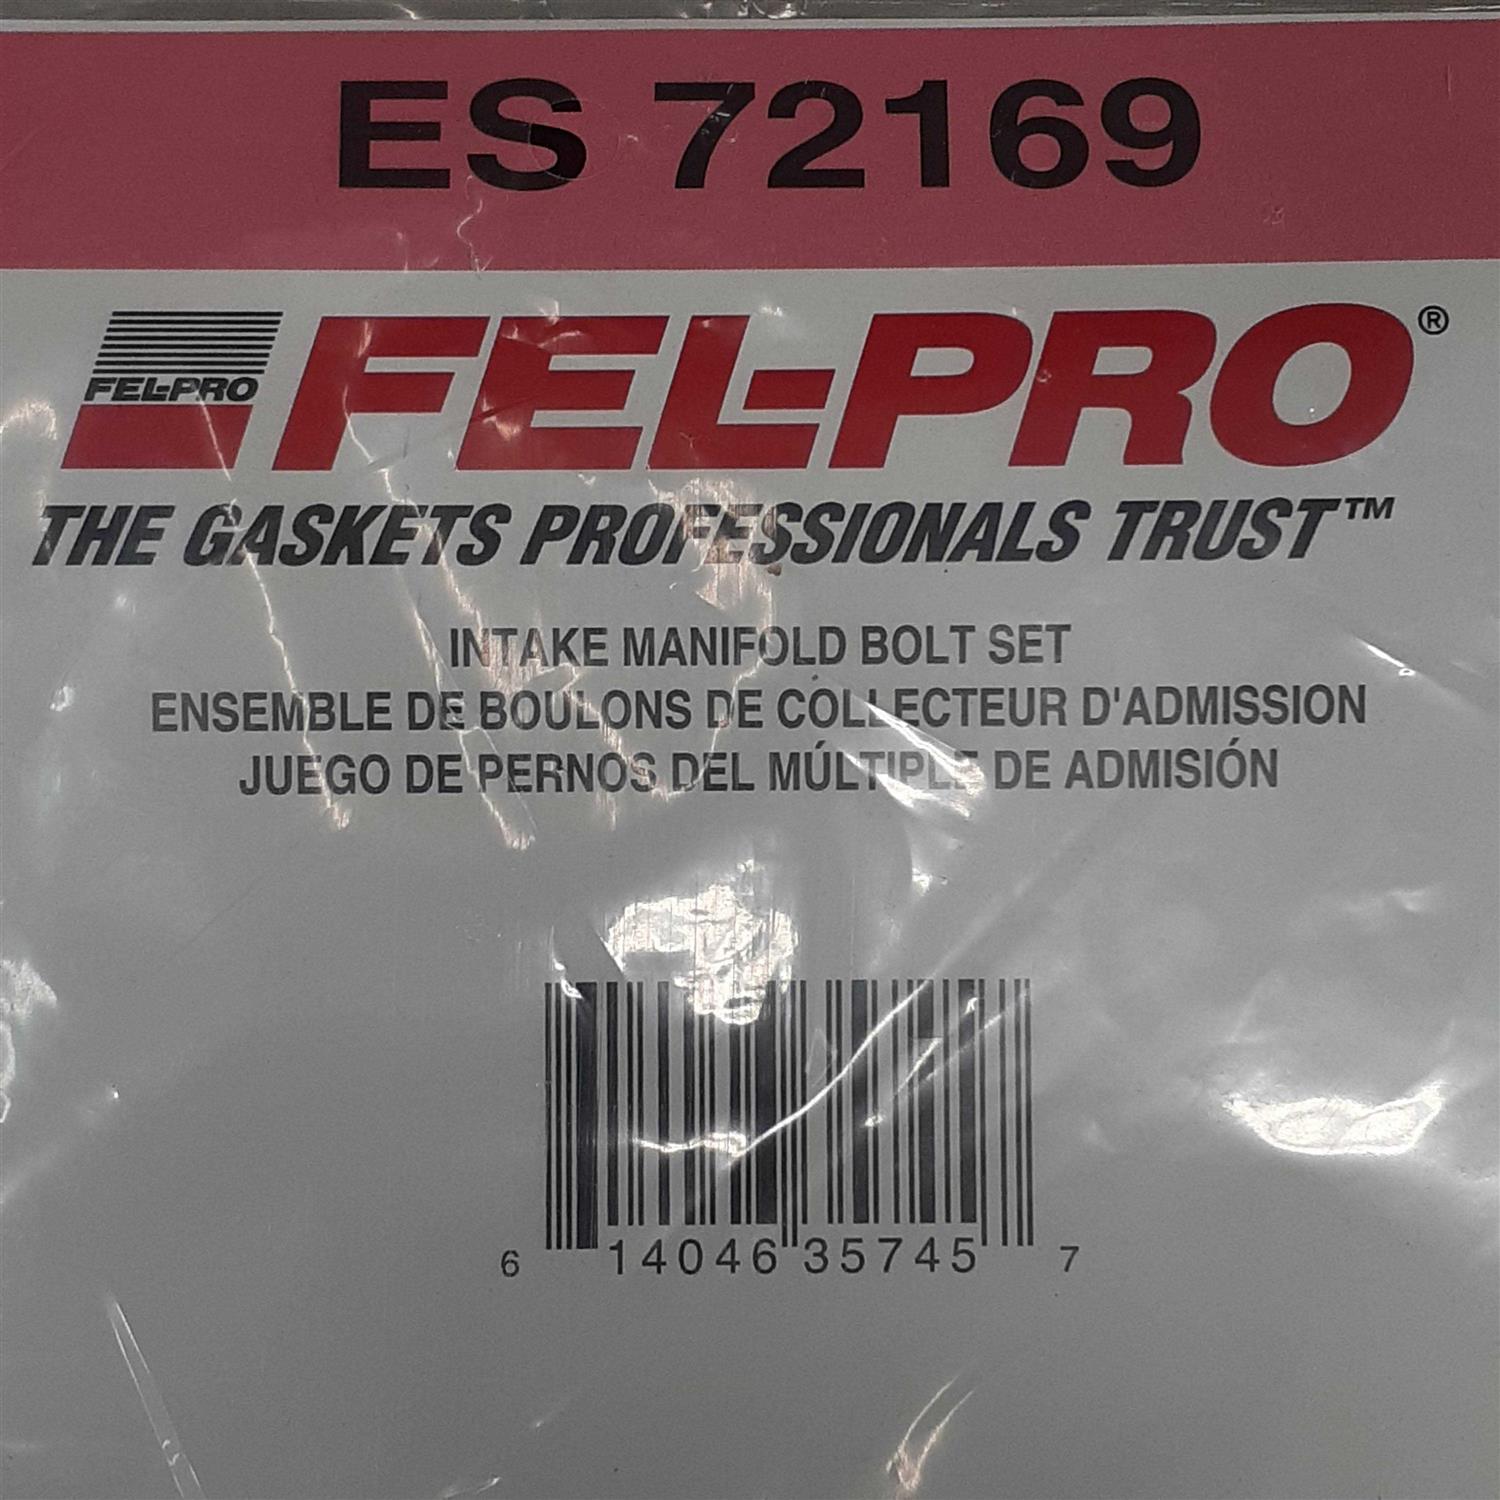 ES 72169
FEL-PRO
FEL-PRO®
THE GASKETS PROFESSIONALS TRUST™
INTAKE MANIFOLD BOLT SET
ENSEMBLE DE BOULONS DE COLLECTEUR D'ADMISSION
JUEGO DE PERNOS DEL MÚLTIPLE DE ADMISIÓN
6 14046 35745 7